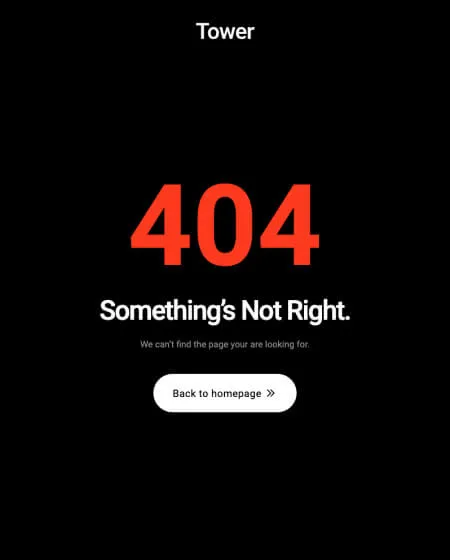 Tower
404
Something's Not Right.
We can't find the page your are looking for.
Back to homepage »